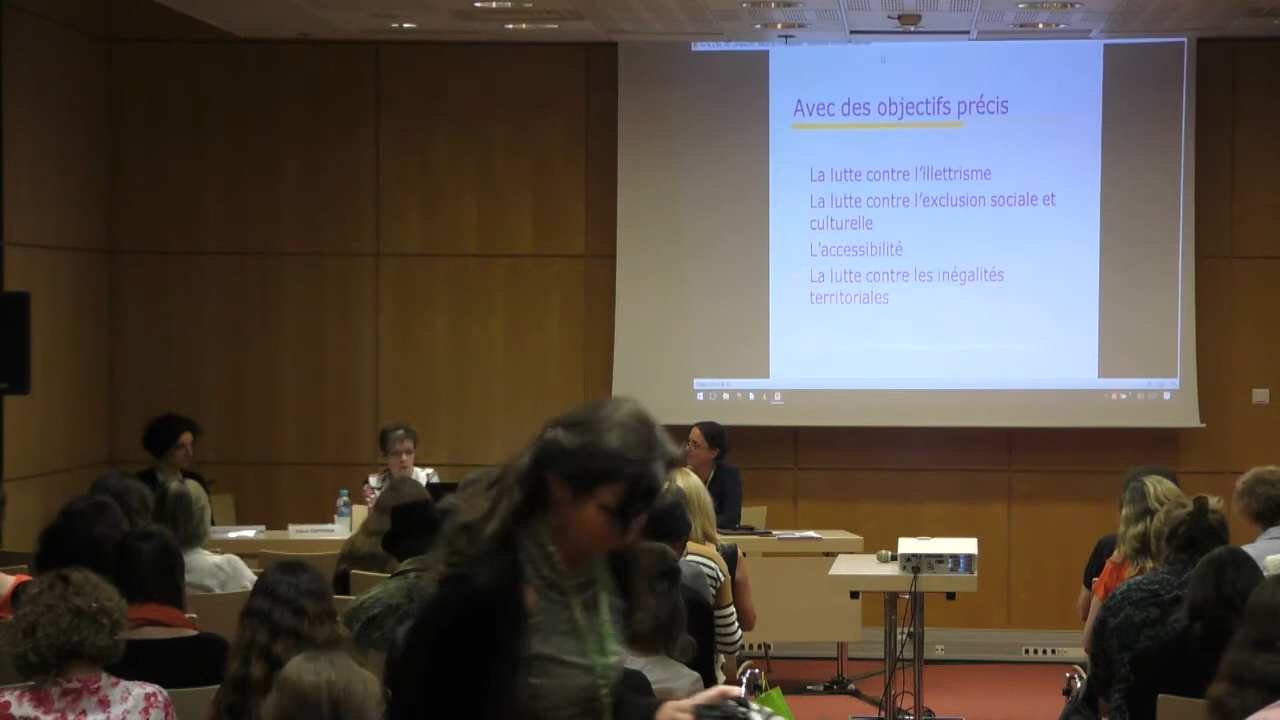 Avec des objectifs précis
La lutte contre l'illettrisme
La lutte contre l'exclusion sociale et
culturelle
L'accessibilité
La lutte contre les inégalités
territoriales